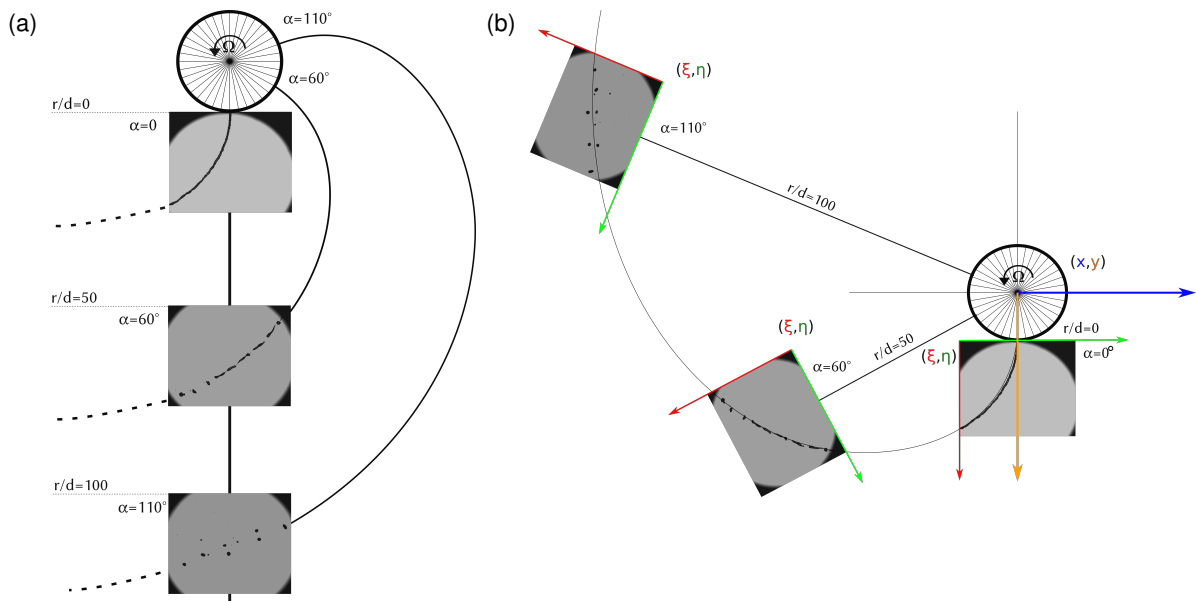 (a)
α=110°
Ω
α=60°
r/d=0
α=0
r/d=50
α=60°
r/d=100
α=110°
(b)
(ξ,η)
α=110°
r/d=100
(x,y)
Ω
r/d=0
(ξ,η)
α=0°
(ξ,η)
r/d=50
α=60°